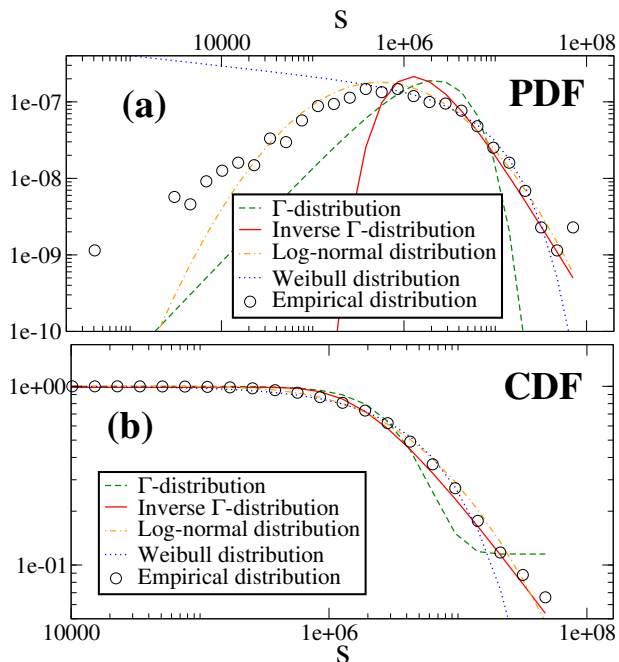 S
10000 1e+06 1e+08
(a) PDF
1e-07
1e-08
1e-09
1e-10
Γ-distribution
Inverse Γ-distribution
Log-normal distribution
Weibull distribution
Empirical distribution
CDF
1e+00
(b)
1e-01
Γ-distribution
Inverse Γ-distribution
Log-normal distribution
Weibull distribution
Empirical distribution
10000 1e+06 1e+08
S